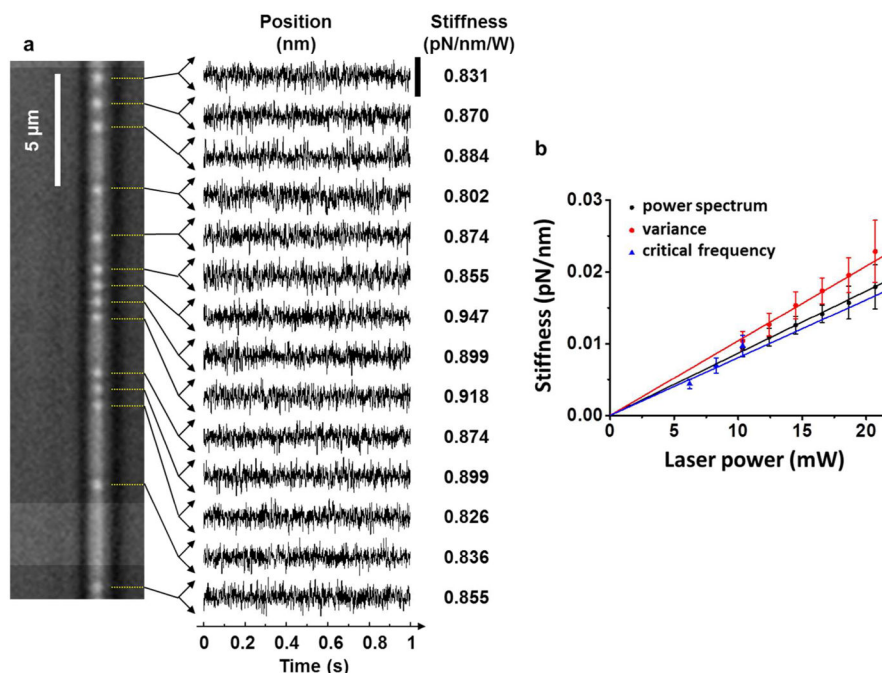 a
Position
(nm)
Stiffness
(pN/nm/W)
5 µm
0.831
0.870
0.884
0.802
0.874
0.855
0.947
0.899
0.918
0.874
0.899
0.826
0.836
0.855
0 0.2 0.4 0.6 0.8 1
Time (s)
b
0.03
0.02
0.01
0.00
Stiffness (pN/nm)
power spectrum
variance
critical frequency
0 5 10 15 20
Laser power (mW)